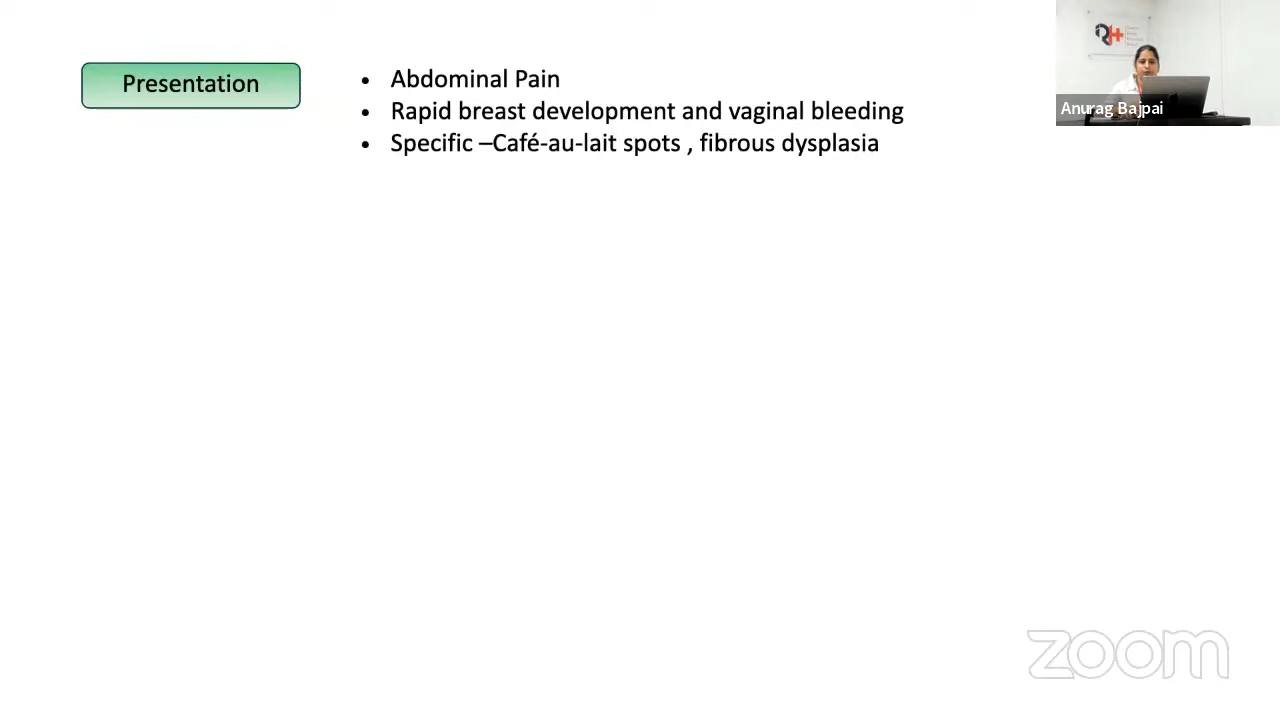 Presentation
• Abdominal Pain
• Rapid breast development and vaginal bleeding
• Specific –Café-au-lait spots , fibrous dysplasia
Anurag Bajpai
zoom